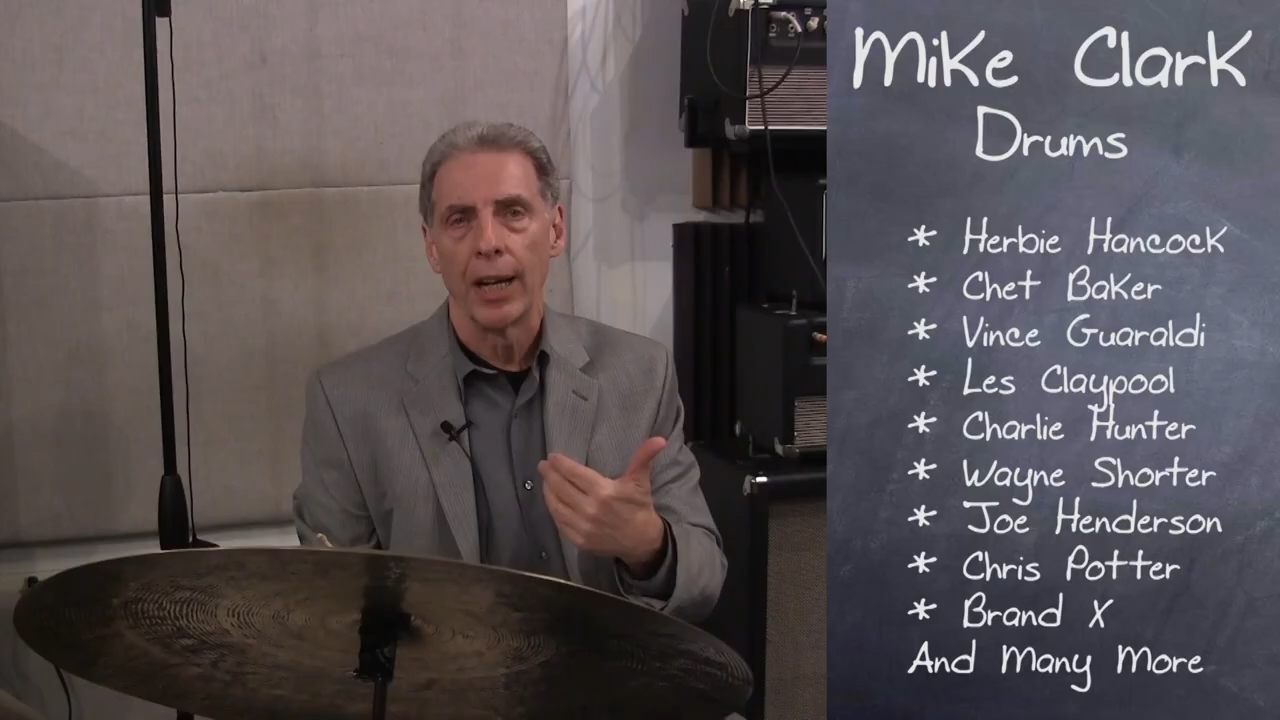 Mike Clark
Drums
* Herbie Hancock
* Chet Baker
* Vince Guaraldi
* Les Claypool
* Charlie Hunter
* Wayne Shorter
* Joe Henderson
* Chris Potter
* Brand X
And Many More